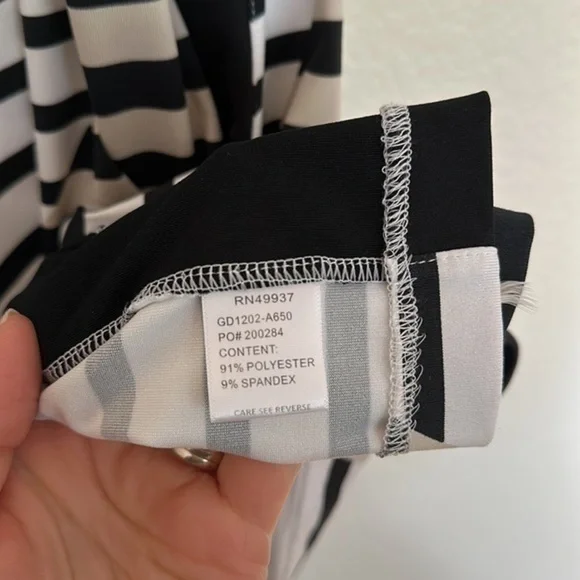 RN49937
GD1202-A650
PO# 200284
CONTENT:
91% POLYESTER
9% SPANDEX
CARE SEE REVERSE